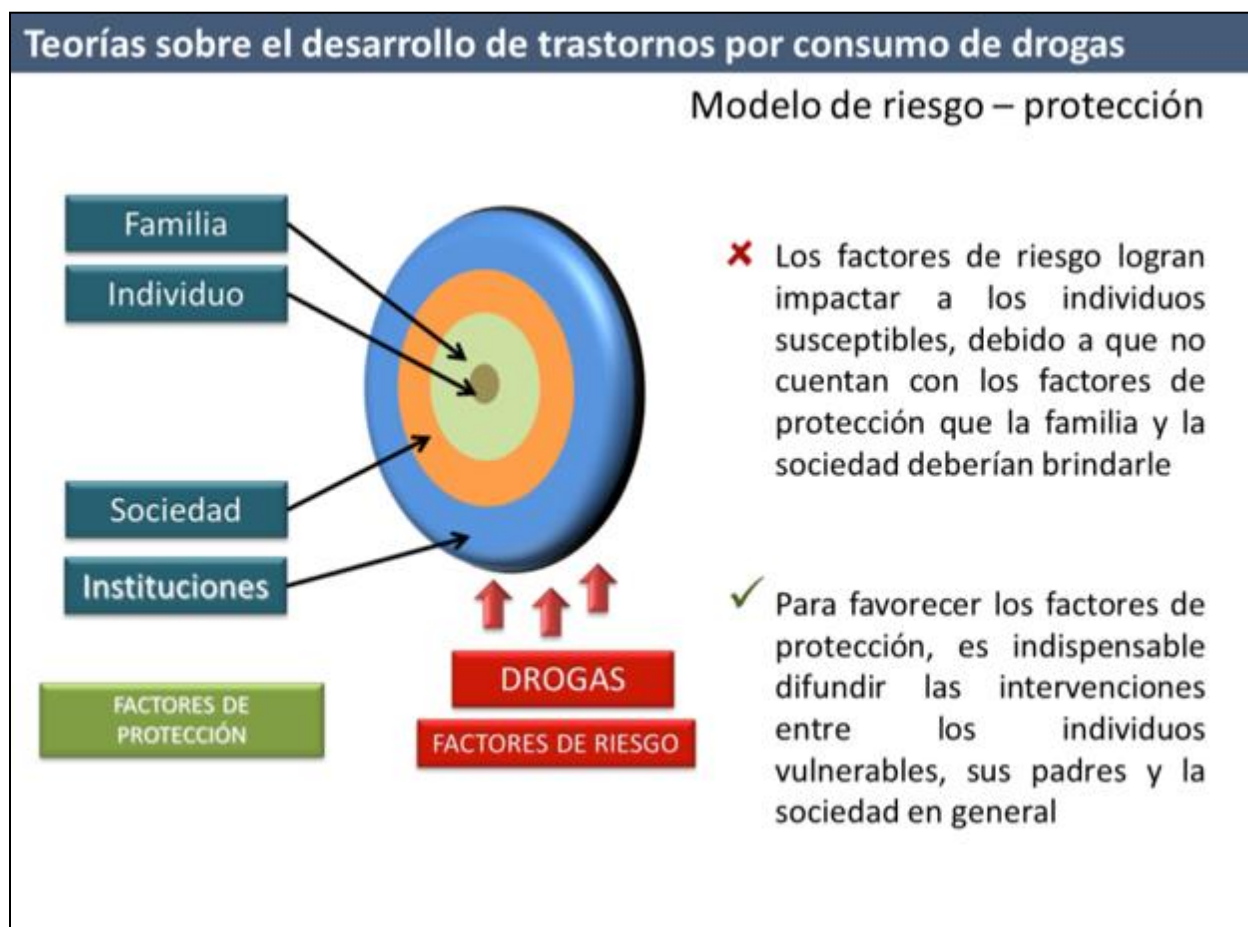 Teorías sobre el desarrollo de trastornos por consumo de drogas
Modelo de riesgo – protección
Familia
Individuo
Sociedad
Instituciones
FACTORES DE
PROTECCIÓN
DROGAS
FACTORES DE RIESGO
Los factores de riesgo logran
impactar a los individuos
susceptibles, debido a que no
cuentan con los factores de
protección que la familia y la
sociedad deberían brindarle
Para favorecer los factores de
protección, es indispensable
difundir las intervenciones
entre los individuos
vulnerables, sus padres y la
sociedad en general